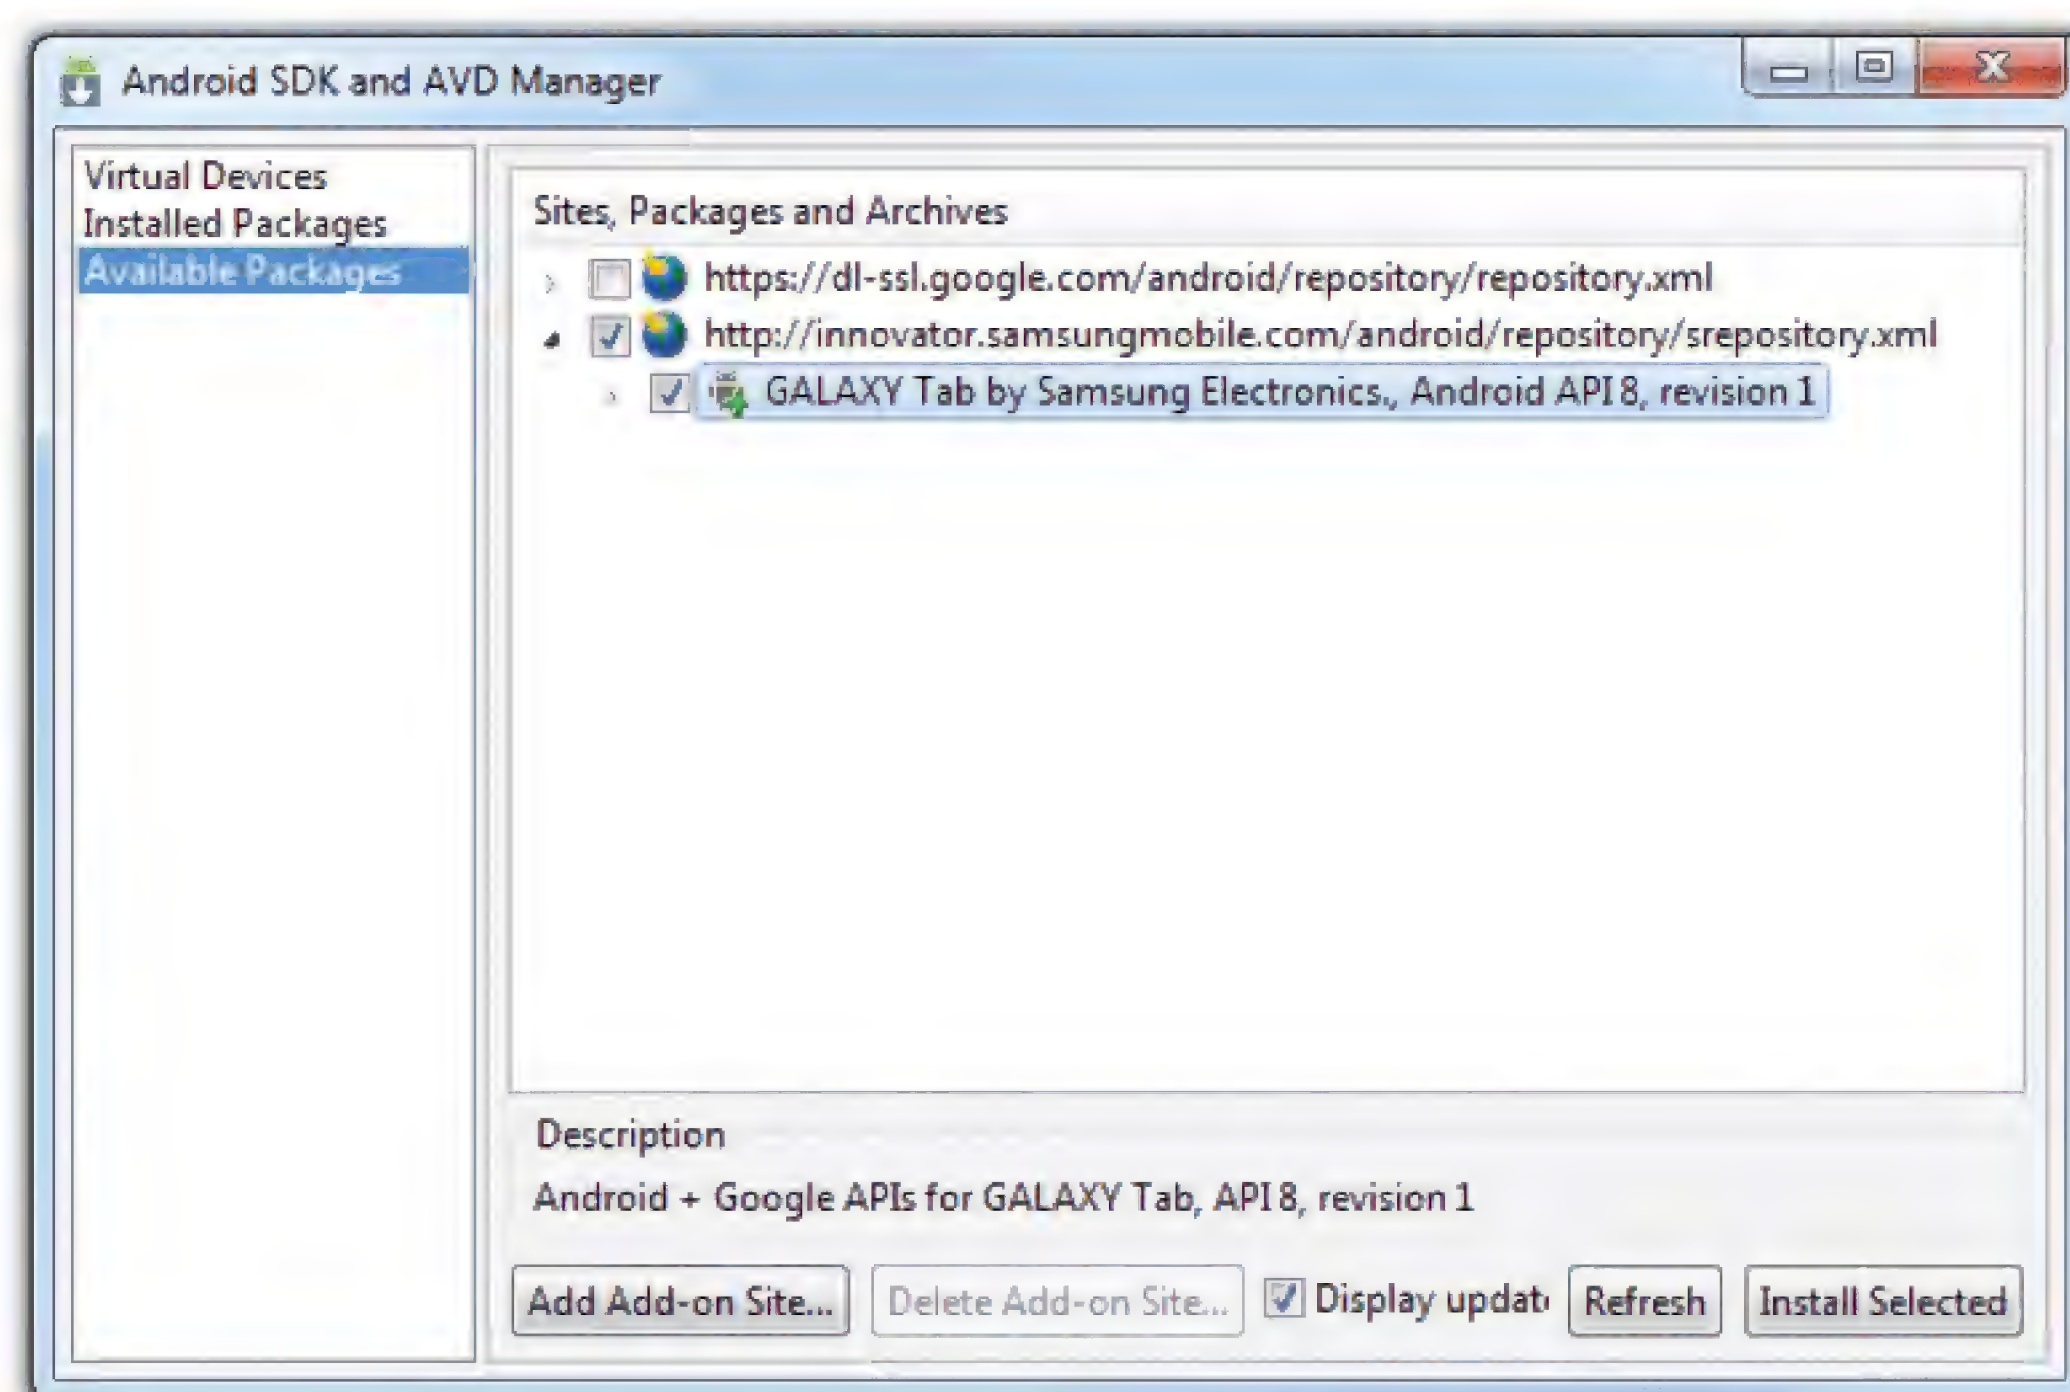 Android SDK and AVD Manager
Virtual Devices
Installed Packages
Available Packages
Sites, Packages and Archives
https://dl-ssl.google.com/android/repository/repository.xml
http://innovator.samsungmobile.com/android/repository/srepository.xml
GALAXY Tab by Samsung Electronics., Android API 8, revision 1
Description
Android + Google APIs for GALAXY Tab, API 8, revision 1
Add Add-on Site...
Delete Add-on Site...
Display updat
Refresh
Install Selected